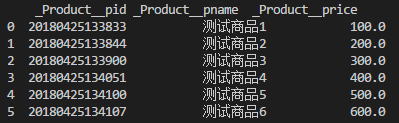 _Product__pid _Product__pname _Product__price
0 20180425133833 测试商品1 100.0
1 20180425133844 测试商品2 200.0
2 20180425133900 测试商品3 300.0
3 20180425134051 测试商品4 400.0
4 20180425134100 测试商品5 500.0
5 20180425134107 测试商品6 600.0